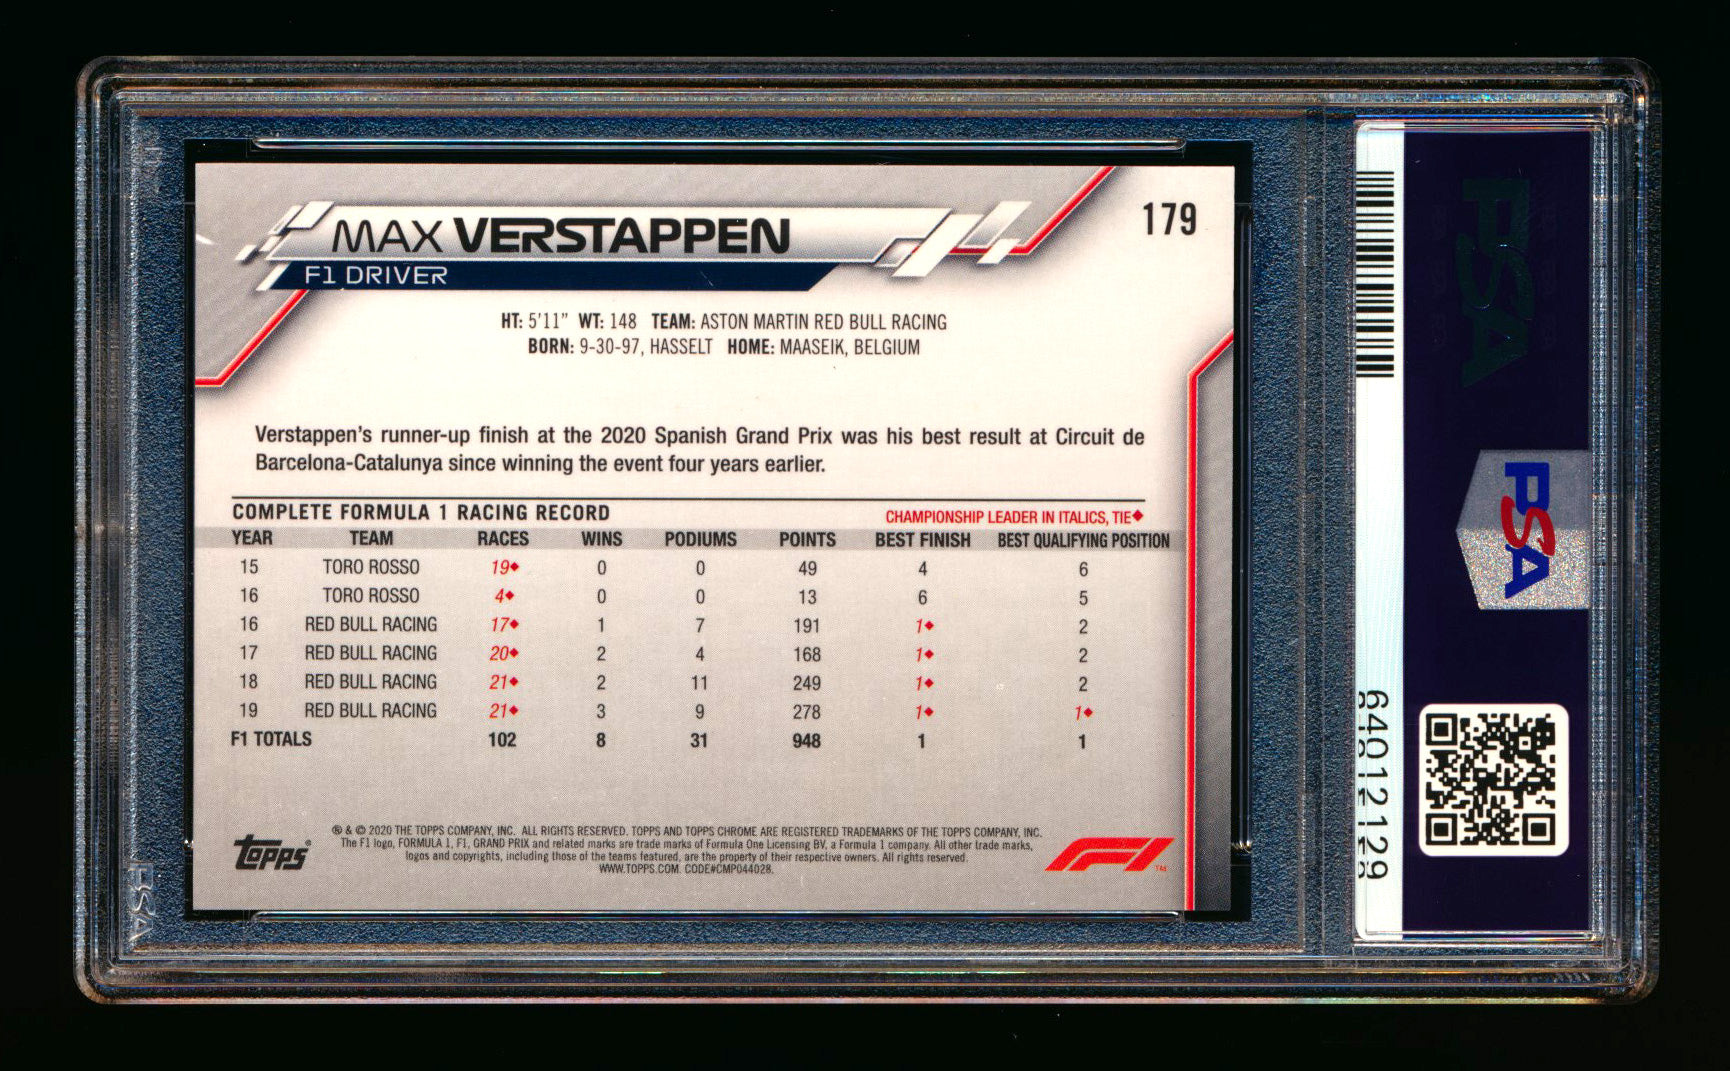 MAX VERSTAPPEN
179
F1 DRIVER
HT: 5'11" WT: 148 TEAM: ASTON MARTIN RED BULL RACING
BORN: 9-30-97, HASSELT HOME: MAASEIK, BELGIUM
Verstappen's runner-up finish at the 2020 Spanish Grand Prix was his best result at Circuit de
Barcelona-Catalunya since winning the event four years earlier.
COMPLETE FORMULA 1 RACING RECORD
CHAMPIONSHIP LEADER IN ITALICS, TIE◆
YEAR TEAM RACES WINS PODIUMS POINTS BEST FINISH BEST QUALIFYING POSITION
15 TORO ROSSO 19◆ 0 0 49 4 6
16 TORO ROSSO 4◆ 0 0 13 6 5
16 RED BULL RACING 17◆ 1 7 191 1◆ 2
17 RED BULL RACING 20◆ 2 4 168 1◆ 2
18 RED BULL RACING 21◆ 2 11 249 1◆ 2
19 RED BULL RACING 21◆ 3 9 278 1◆ 1◆
F1 TOTALS 102 8 31 948 1 1
topps®
® & © 2020 THE TOPPS COMPANY, INC. ALL RIGHTS RESERVED. TOPPS AND TOPPS CHROME ARE REGISTERED TRADEMARKS OF THE TOPPS COMPANY, INC.
The F1 logo, FORMULA 1, F1, GRAND PRIX and related marks are trade marks of Formula One Licensing BV, a Formula 1 company. All other trade marks,
logos and copyrights, including those of the teams featured, are the property of their respective owners. All rights reserved.
WWW.TOPPS.COM. CODE#CMP044028.
F1 TM
PSA
PSA
PSA
64012129